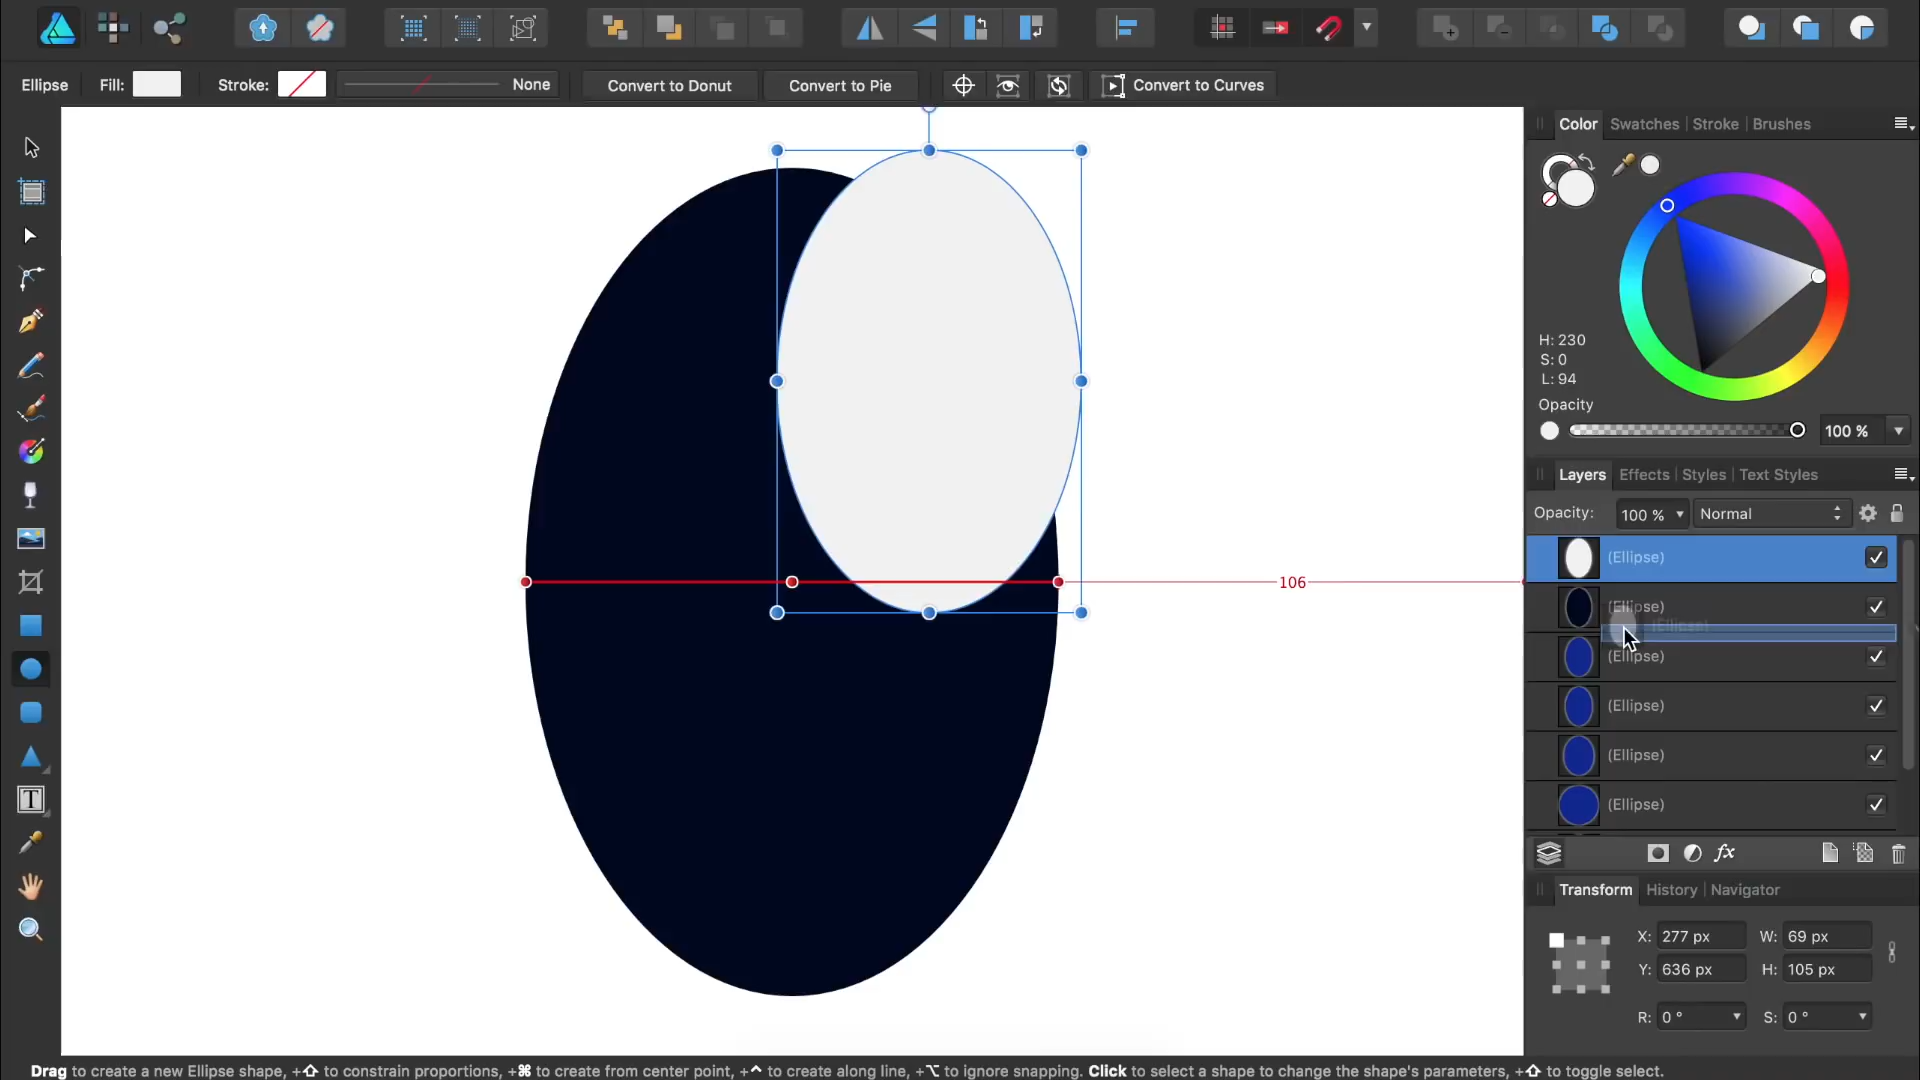 Ellipse Fill: Stroke: None Convert to Donut Convert to Pie Convert to Curves
Color Swatches Stroke Brushes
H: 230
S: 0
L: 94
Opacity
100 %
Layers Effects Styles Text Styles
Opacity: 100 % Normal
(Ellipse)
(Ellipse)
(Ellipse)
(Ellipse)
(Ellipse)
(Ellipse)
(Ellipse)
106
Transform History Navigator
X: 277 px W: 69 px
Y: 636 px H: 105 px
R: 0 ° S: 0 °
Drag to create a new Ellipse shape, +⇧ to constrain proportions, +⌘ to create from center point, +^ to create along line, +⌥ to ignore snapping. Click to select a shape to change the shape's parameters, +⇧ to toggle select.